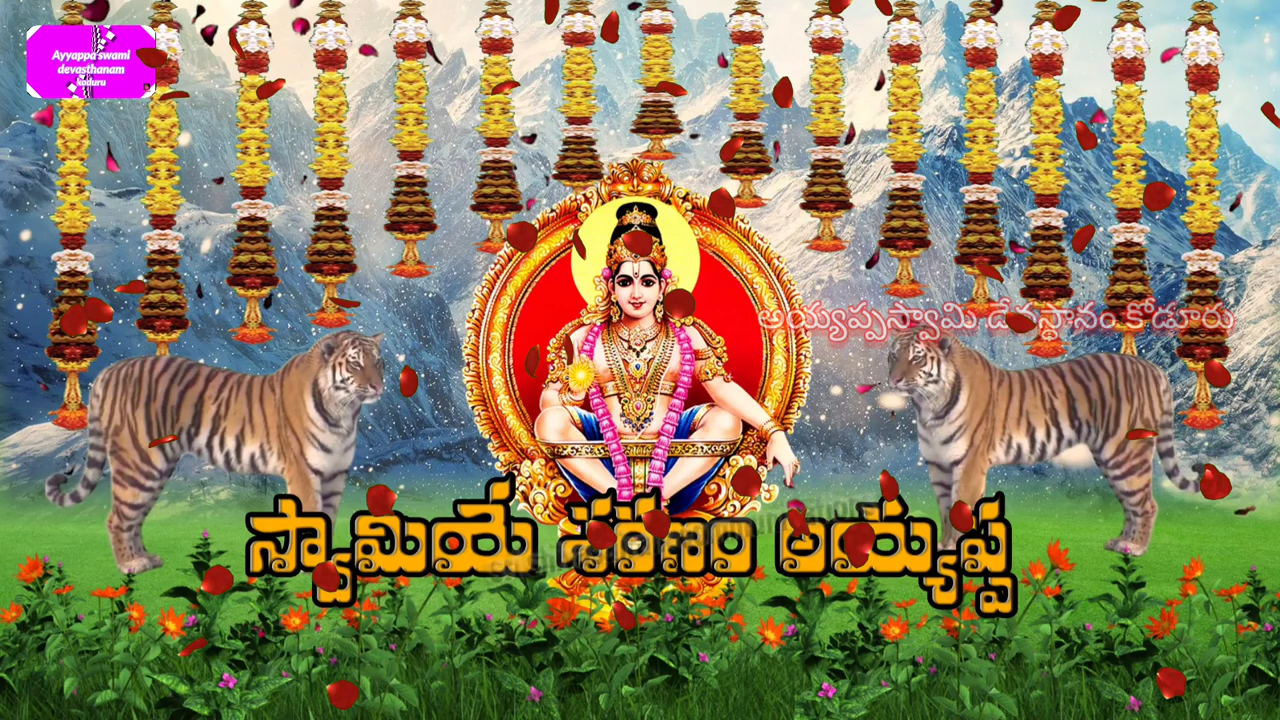 Ayyappa swami
devasthanam
koduru
అయ్యప్పస్వామి దేవస్థానం కోడూరు
స్వామియే శరణం అయ్యప్ప